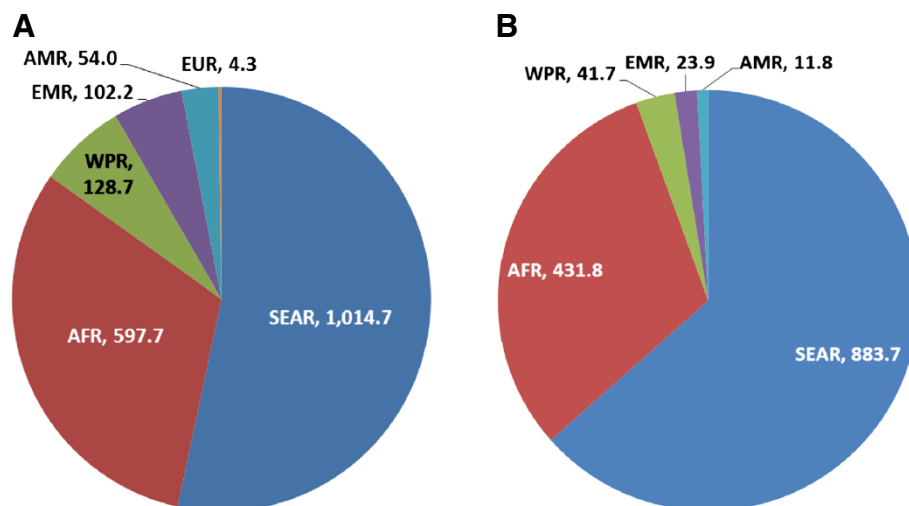 A
AMR, 54.0
EUR, 4.3
EMR, 102.2
WPR,
128.7
AFR, 597.7
SEAR, 1,014.7
B
EMR, 23.9
AMR, 11.8
WPR, 41.7
AFR, 431.8
SEAR, 883.7